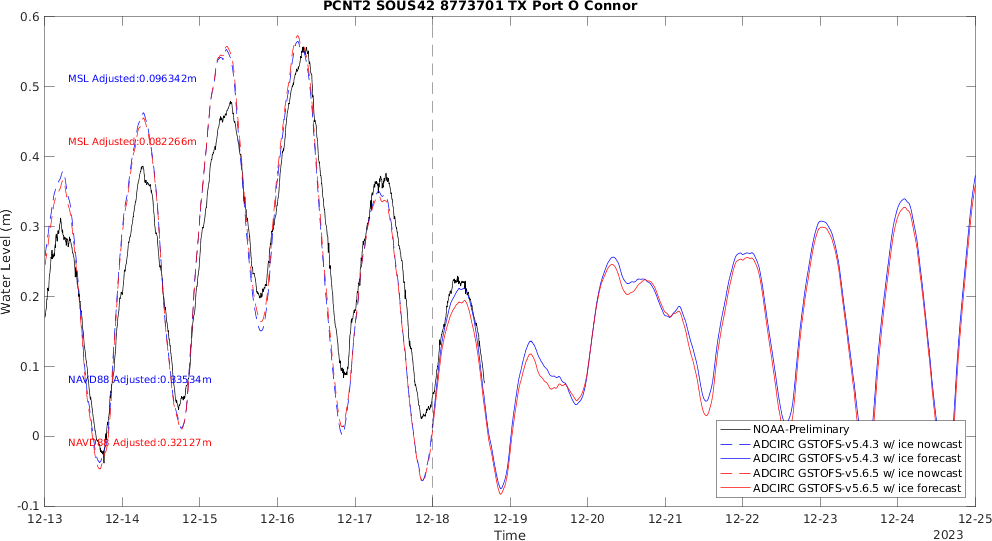 PCNT2 SOUS42 8773701 TX Port O Connor
0.6
0.5
0.4
0.3
0.2
0.1
0
-0.1
Water Level (m)
MSL Adjusted:0.096342m
MSL Adjusted:0.082266m
NAVD88 Adjusted:0.33534m
NAVD88 Adjusted:0.32127m
NOAA-Preliminary
ADCIRC GSTOFS-v5.4.3 w/ ice nowcast
ADCIRC GSTOFS-v5.4.3 w/ ice forecast
ADCIRC GSTOFS-v5.6.5 w/ ice nowcast
ADCIRC GSTOFS-v5.6.5 w/ ice forecast
12-13 12-14 12-15 12-16 12-17 12-18 12-19 12-20 12-21 12-22 12-23 12-24 12-25
Time
2023